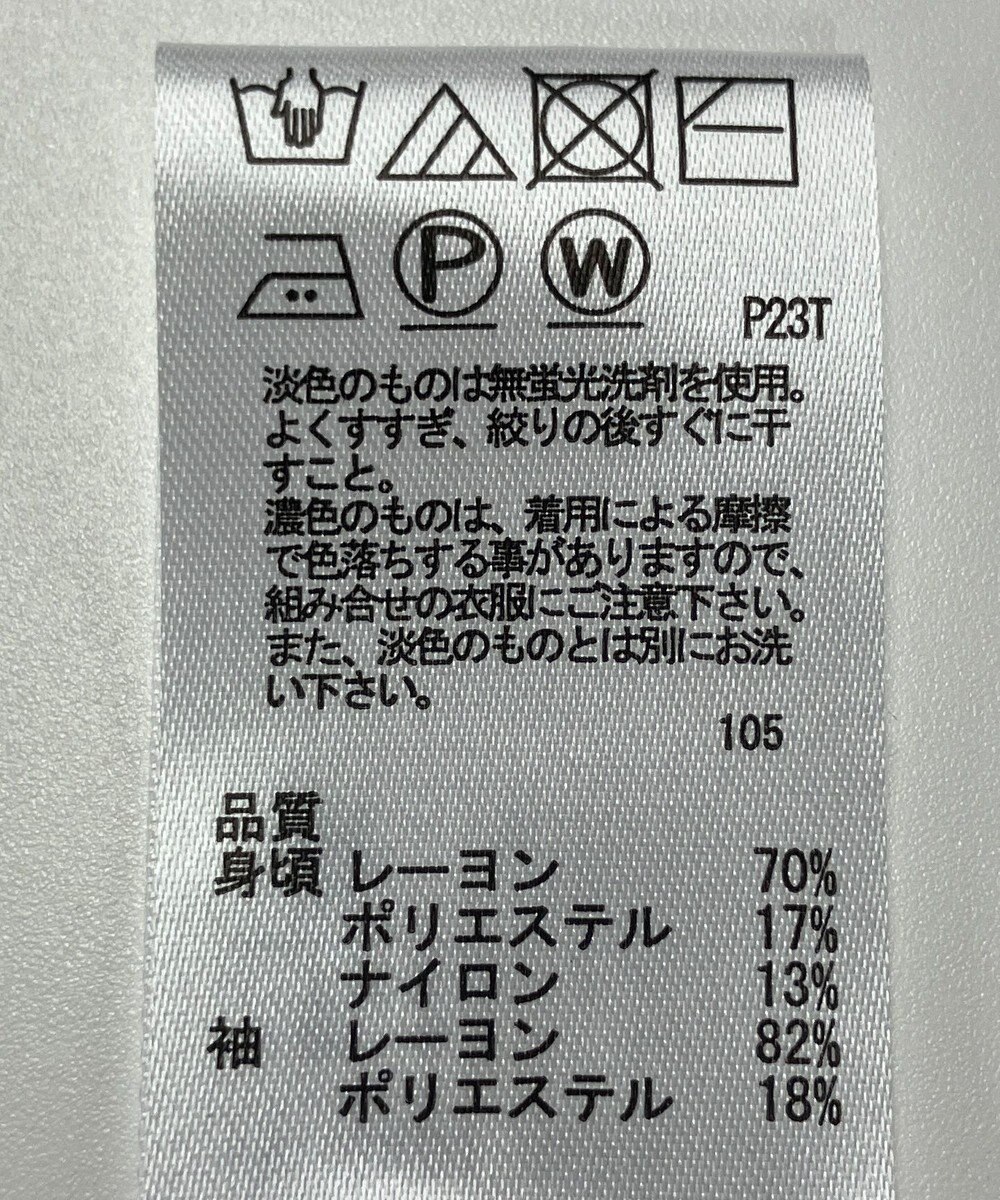 P W
P23T
淡色のものは無蛍光洗剤を使用。
よくすすぎ、絞りの後すぐに干
すこと。
濃色のものは、着用による摩擦
で色落ちする事がありますので、
組み合せの衣服にご注意下さい。
また、淡色のものとは別にお洗
い下さい。
105
品質
身頃 レーヨン 70%
ポリエステル 17%
ナイロン 13%
袖 レーヨン 82%
ポリエステル 18%